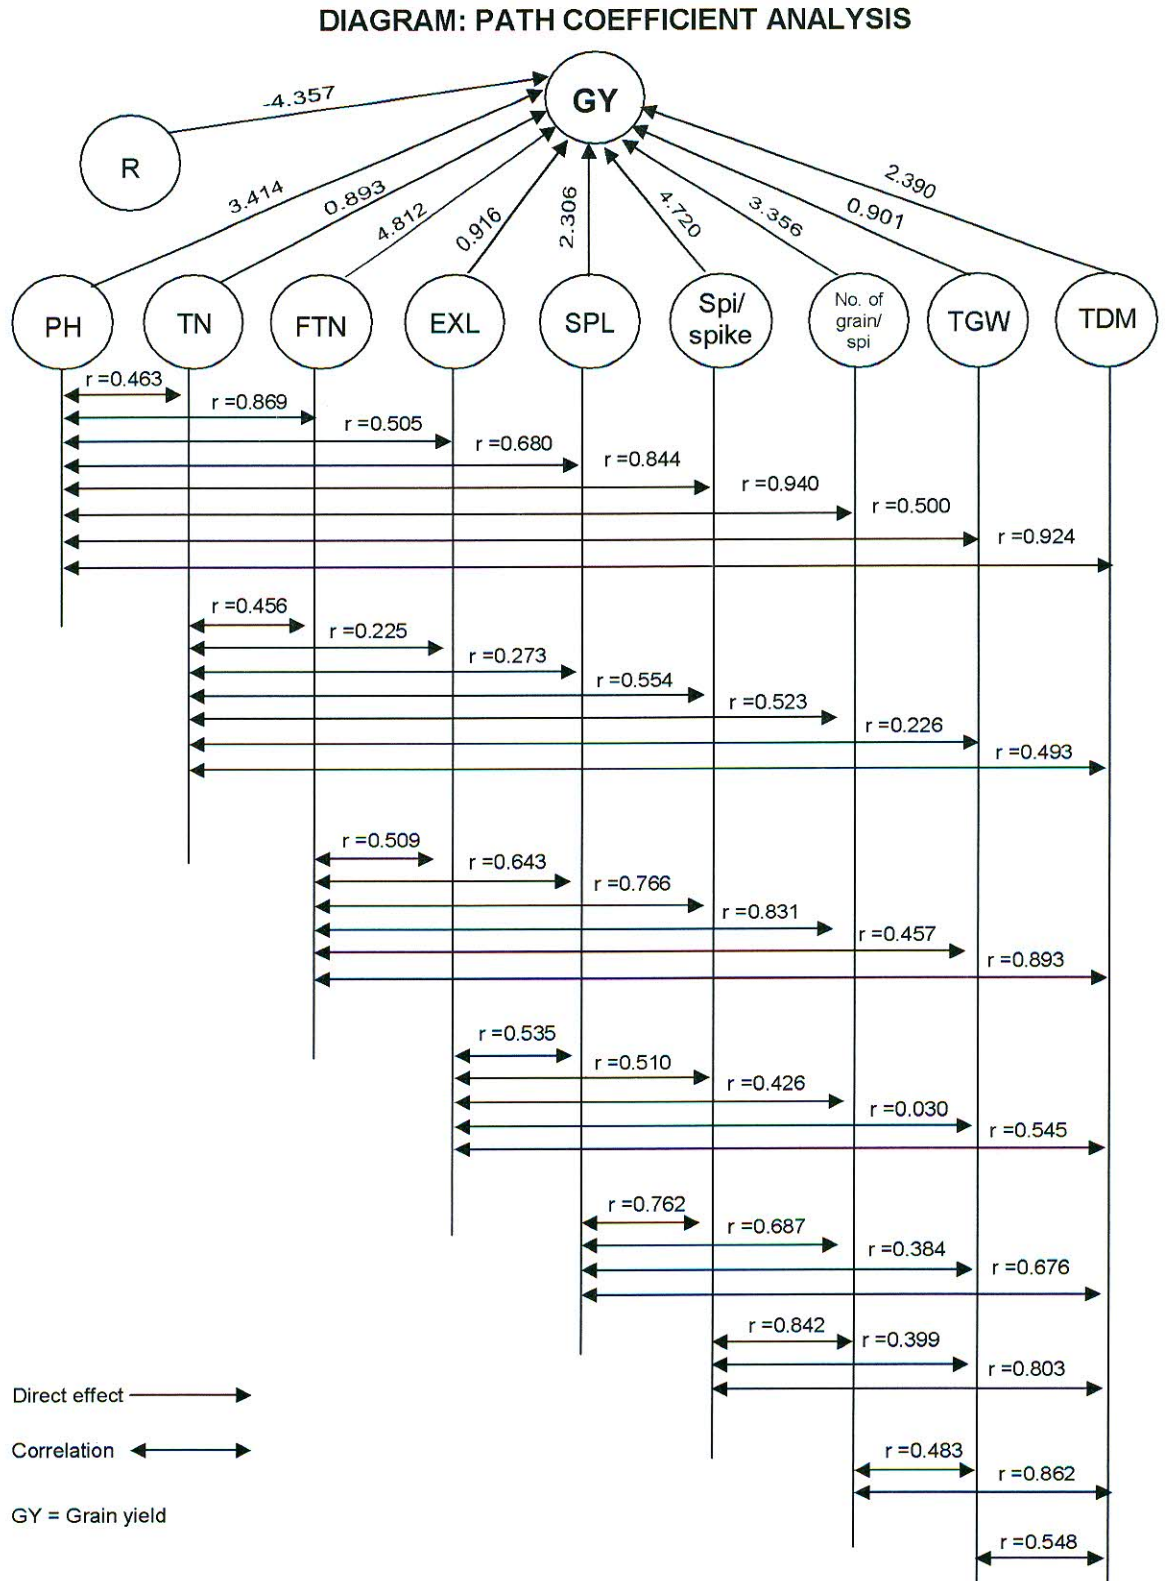 DIAGRAM: PATH COEFFICIENT ANALYSIS
GY
R
-4.357
3.414
0.893
4.812
0.916
2.306
4.720
3.356
0.901
2.390
PH
TN
FTN
EXL
SPL
Spi/
spike
No. of
grain/
spi
TGW
TDM
r =0.463
r =0.869
r =0.505
r =0.680
r =0.844
r =0.940
r =0.500
r =0.924
r =0.456
r =0.225
r =0.273
r =0.554
r =0.523
r =0.226
r =0.493
r =0.509
r =0.643
r =0.766
r =0.831
r =0.457
r =0.893
r =0.535
r =0.510
r =0.426
r =0.030
r =0.545
r =0.762
r =0.687
r =0.384
r =0.676
r =0.842
r =0.399
r =0.803
Direct effect
Correlation
r =0.483
r =0.862
GY = Grain yield
r =0.548